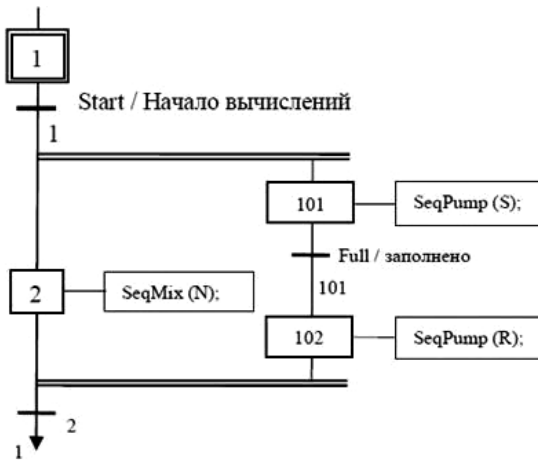 1
Start / Начало вычислений
1
101
SeqPump (S);
Full / заполнено
101
2
SeqMix (N);
102
SeqPump (R);
2
1